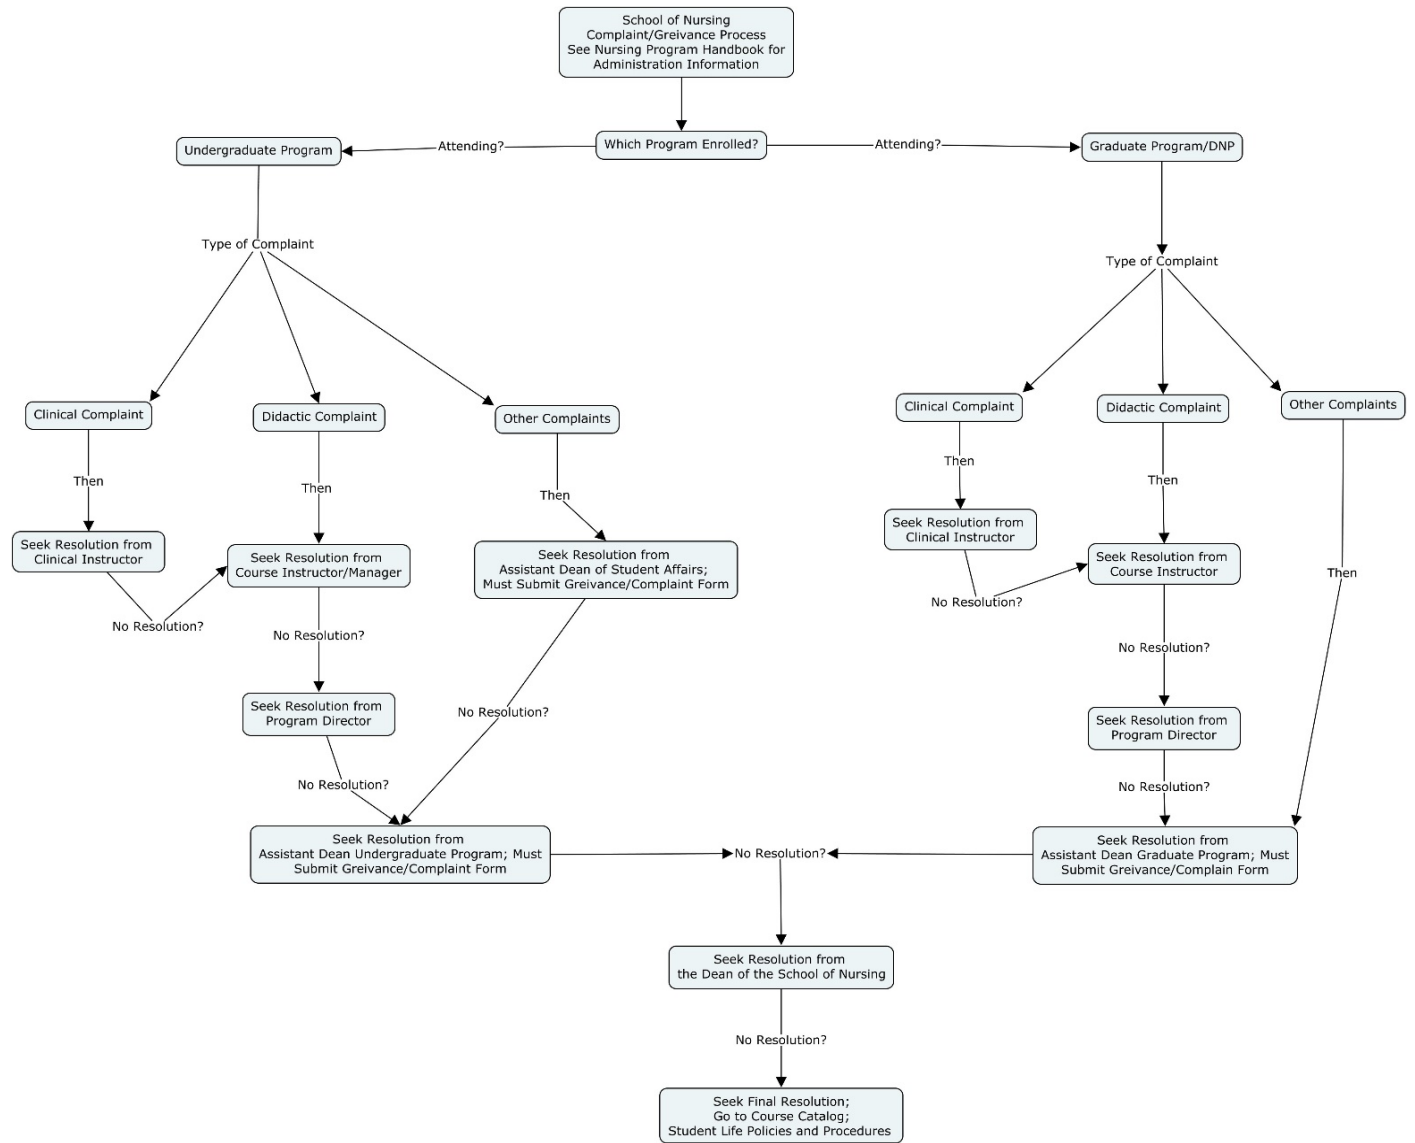 School of Nursing
Complaint/Greivance Process
See Nursing Program Handbook for
Administration Information
Undergraduate Program
Attending?
Which Program Enrolled?
Attending?
Graduate Program/DNP
Type of Complaint
Type of Complaint
Clinical Complaint
Didactic Complaint
Other Complaints
Clinical Complaint
Didactic Complaint
Other Complaints
Then
Then
Then
Then
Then
Then
Seek Resolution from
Clinical Instructor
Seek Resolution from
Course Instructor/Manager
Seek Resolution from
Assistant Dean of Student Affairs;
Must Submit Greivance/Complaint Form
Seek Resolution from
Clinical Instructor
Seek Resolution from
Course Instructor
No Resolution?
No Resolution?
No Resolution?
No Resolution?
Seek Resolution from
Program Director
No Resolution?
Seek Resolution from
Program Director
No Resolution?
No Resolution?
Seek Resolution from
Assistant Dean Undergraduate Program; Must
Submit Greivance/Complaint Form
No Resolution?
Seek Resolution from
Assistant Dean Graduate Program; Must
Submit Greivance/Complain Form
Seek Resolution from
the Dean of the School of Nursing
No Resolution?
Seek Final Resolution;
Go to Course Catalog;
Student Life Policies and Procedures